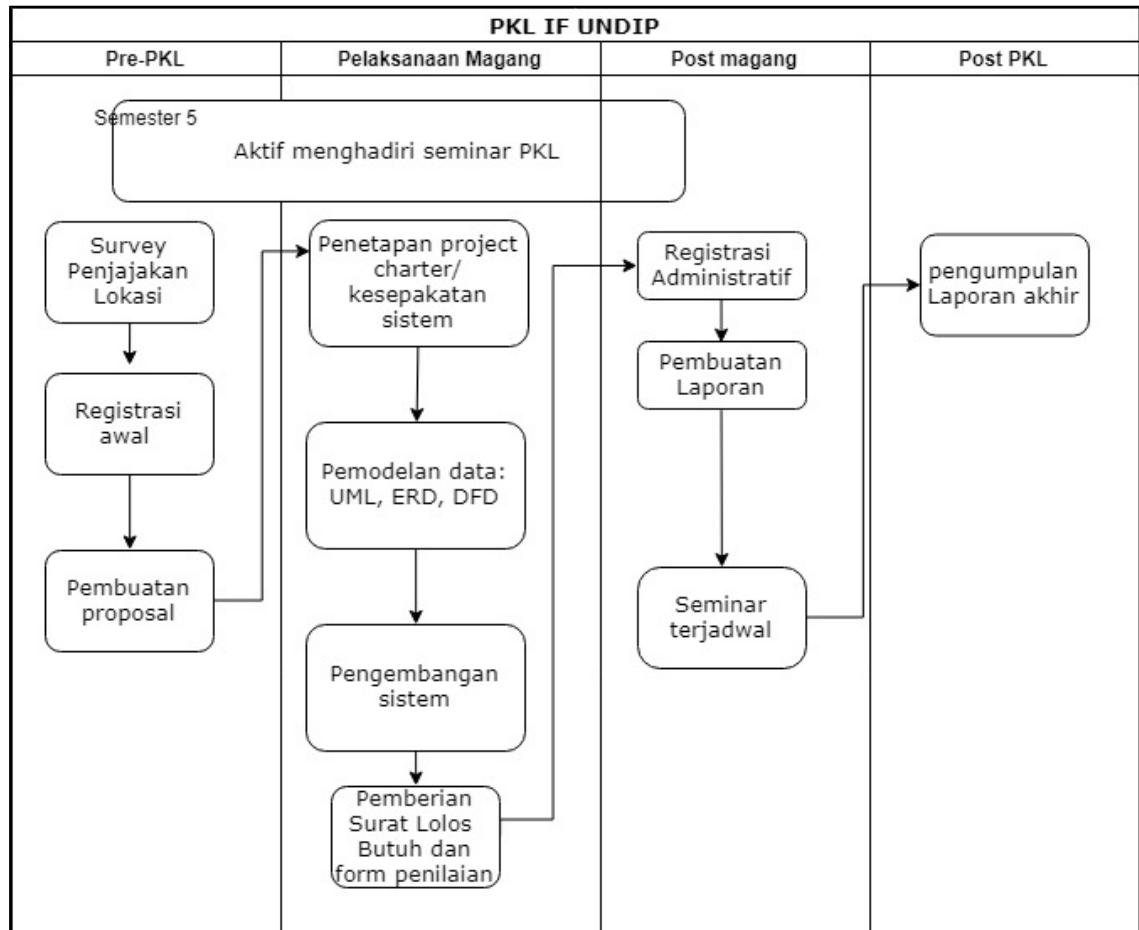 PKL IF UNDIP
Pre-PKL
Pelaksanaan Magang
Post magang
Post PKL
Semester 5
Aktif menghadiri seminar PKL
Survey
Penjajakan
Lokasi
Registrasi
awal
Pembuatan
proposal
Penetapan project
charter/
kesepakatan
sistem
Pemodelan data:
UML, ERD, DFD
Pengembangan
sistem
Pemberian
Surat Lolos
Butuh dan
form penilaian
Registrasi
Administratif
Pembuatan
Laporan
Seminar
terjadwal
pengumpulan
Laporan akhir